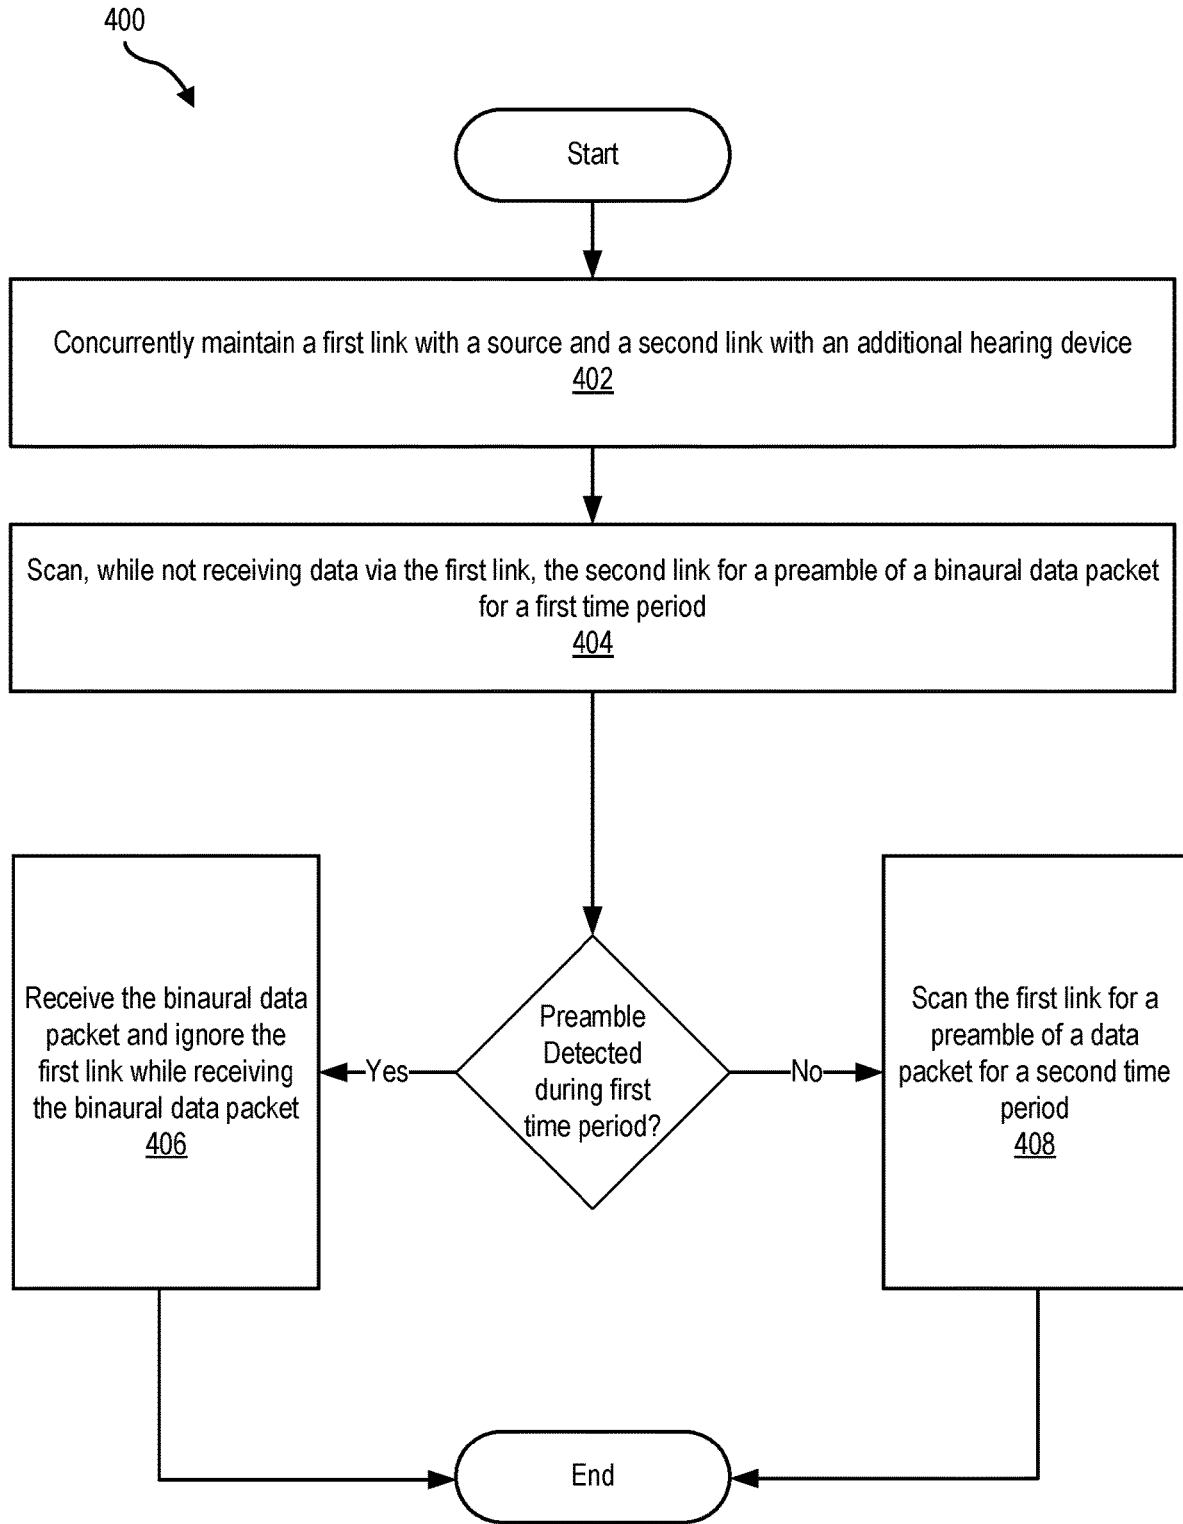 400
Start
Concurrently maintain a first link with a source and a second link with an additional hearing device
402
Scan, while not receiving data via the first link, the second link for a preamble of a binaural data packet
for a first time period
404
Receive the binaural data
packet and ignore the
first link while receiving
the binaural data packet
406
Yes
Preamble
Detected
during first
time period?
No
Scan the first link for a
preamble of a data
packet for a second time
period
408
End